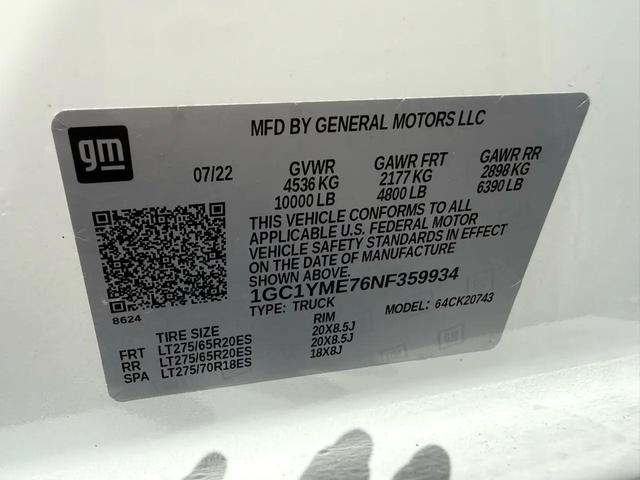 gm
MFD BY GENERAL MOTORS LLC
07/22 GVWR GAWR FRT GAWR RR
4536 KG 2177 KG 2898 KG
10000 LB 4800 LB 6390 LB
THIS VEHICLE CONFORMS TO ALL
APPLICABLE U.S. FEDERAL MOTOR
VEHICLE SAFETY STANDARDS IN EFFECT
ON THE DATE OF MANUFACTURE
SHOWN ABOVE.
1GC1YME76NF359934
8624 TYPE: TRUCK MODEL: 64CK20743
TIRE SIZE RIM
FRT LT275/65R20ES 20X8.5J
RR LT275/65R20ES 20X8.5J
SPA LT275/70R18ES 18X8J